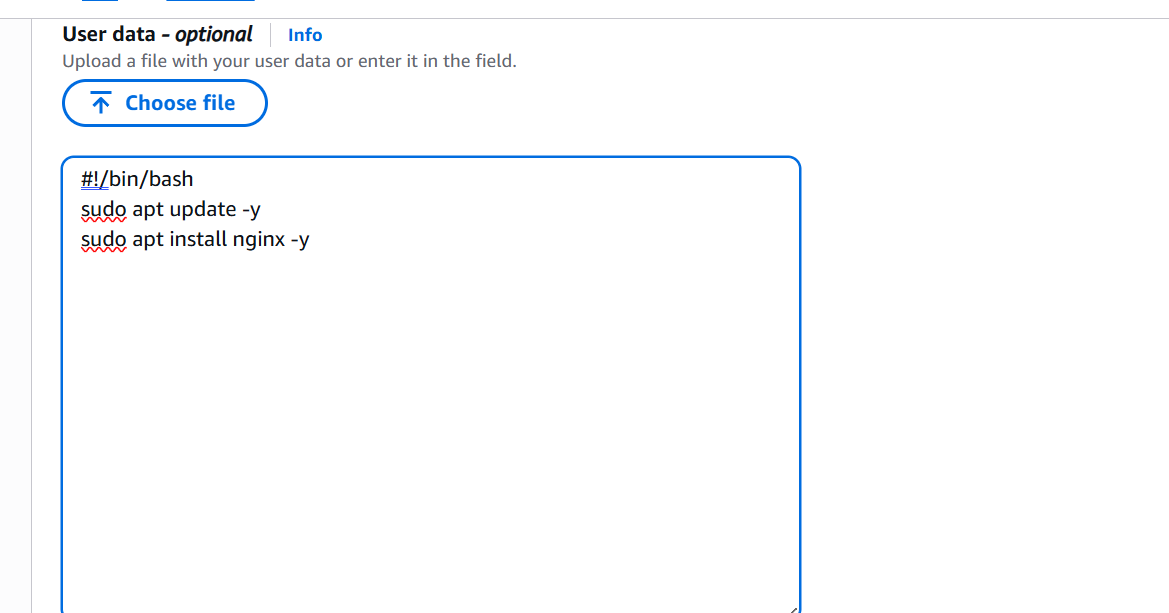 User data - optional Info
Upload a file with your user data or enter it in the field.
Choose file
#!/bin/bash
sudo apt update -y
sudo apt install nginx -y